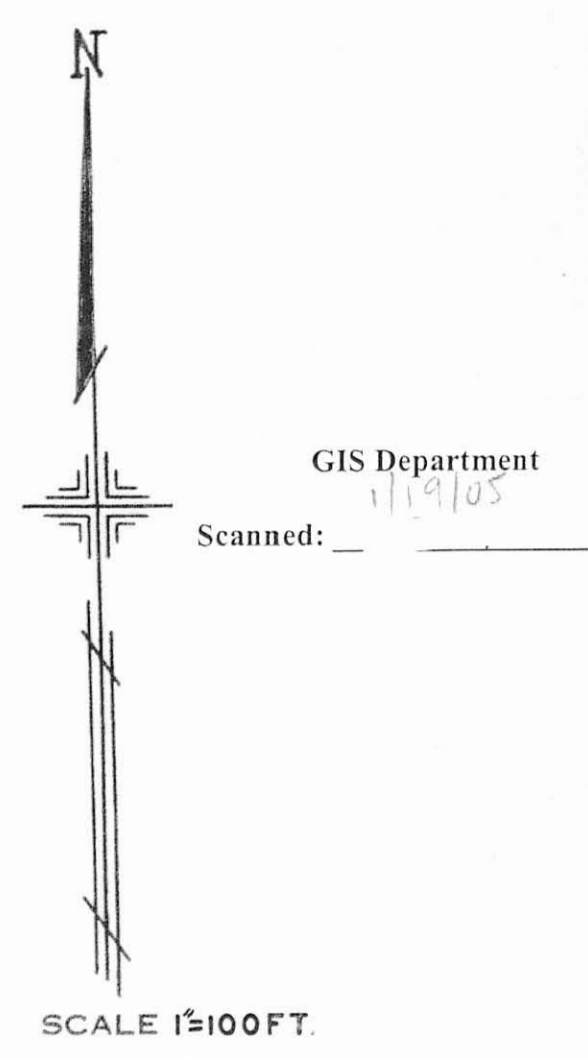 N
GIS Department
1/19/05
Scanned:
SCALE 1"=100FT.